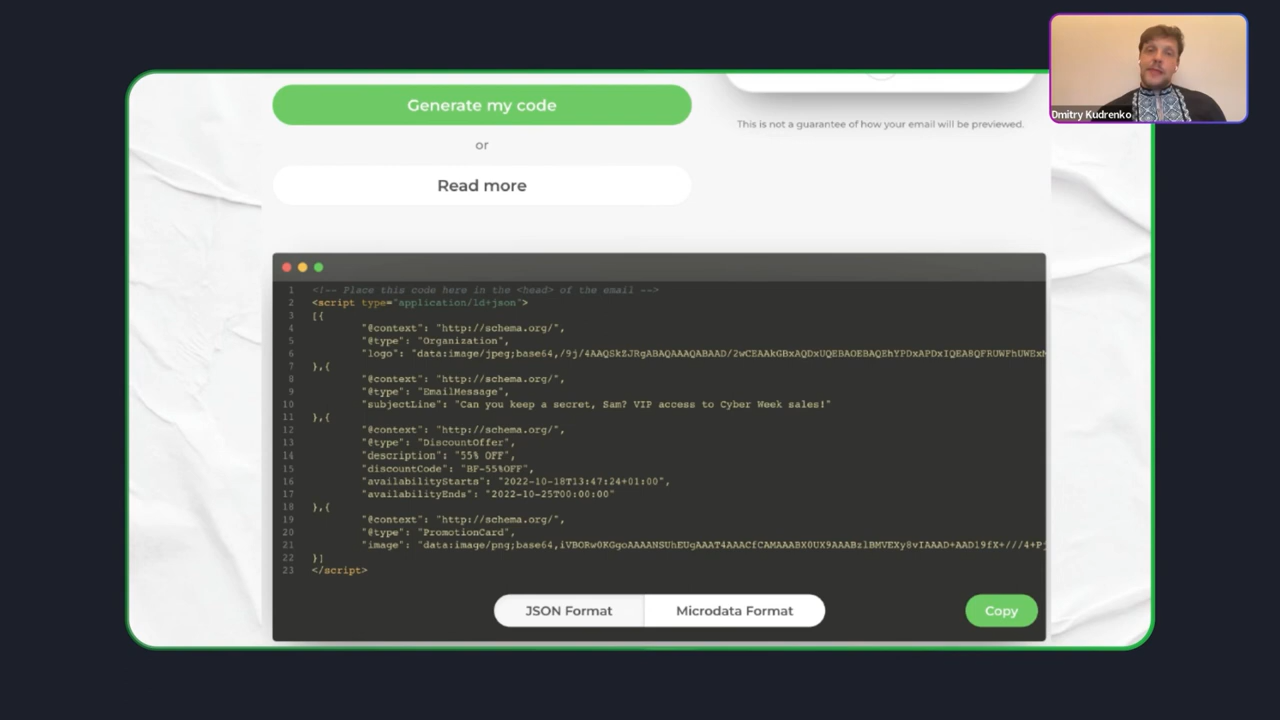 Generate my code
or
Read more
This is not a guarantee of how your email will be previewed.
Dmitry Kudrenko
1 <!-- Place this code here in the <head> of the email -->
2 <script type="application/ld+json">
3 [{
4 "@context": "http://schema.org/",
5 "@type": "Organization",
6 "logo": "data:image/jpeg;base64,
7 },{
8 "@context": "http://schema.org/",
9 "@type": "EmailMessage",
10 "subjectLine": "Can you keep a secret, Sam? VIP access to Cyber Week sales!"
11 },{
12 "@context": "http://schema.org/",
13 "@type": "DiscountOffer",
14 "description": "55% OFF",
15 "discountCode": "BF-55%OFF",
16 "availabilityStarts": "2022-10-18T13:47:24+01:00",
17 "availabilityEnds": "2022-10-25T00:00:00"
18 },{
19 "@context": "http://schema.org/",
20 "@type": "PromotionCard",
21 "image": "data:image/png;base64,
22 }]
23 </script>
JSON Format
Microdata Format
Copy